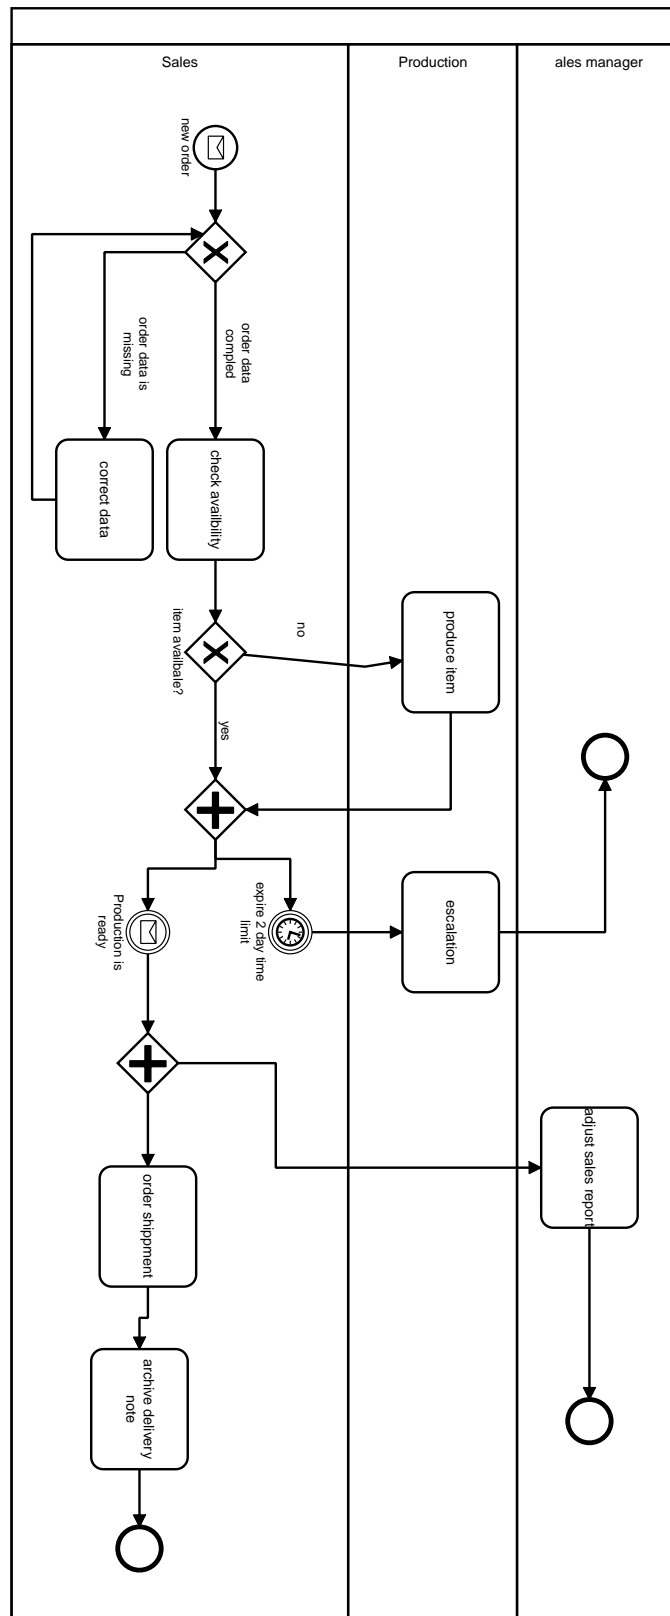 Sales
Production
ales manager
new order
order data is
missing
order data
compled
correct data
check availbility
item availbale?
no
yes
produce item
Production is
ready
expire 2 day time
limit
escalation
adjust sales report
order shippment
archive delivery
note